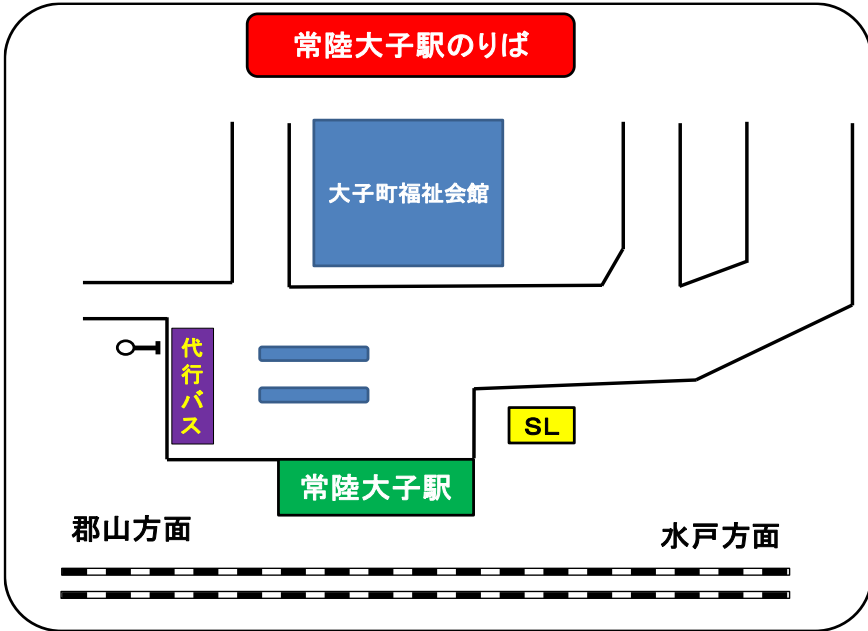 常陸大子駅のりば
大子町福祉会館
代行バス
SL
常陸大子駅
郡山方面
水戸方面